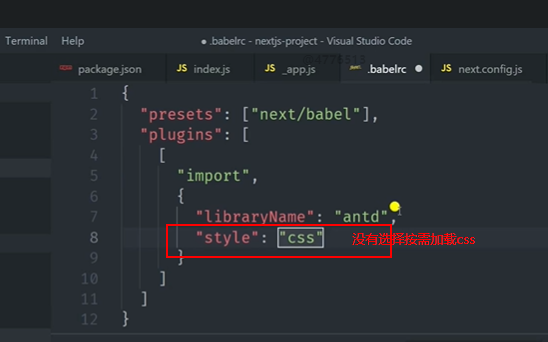 Terminal Help
● .babelrc - nextjs-project - Visual Studio Code
package.json JS index.js JS _app.js .babelrc ● JS next.config.js
1 {
2 "presets": ["next/babel"],
3 "plugins": [
4 [
5 "import",
6 {
7 "libraryName": "antd",
8 "style": "css" 没有选择按需加载css
9 }
10 ]
11 ]
12 }